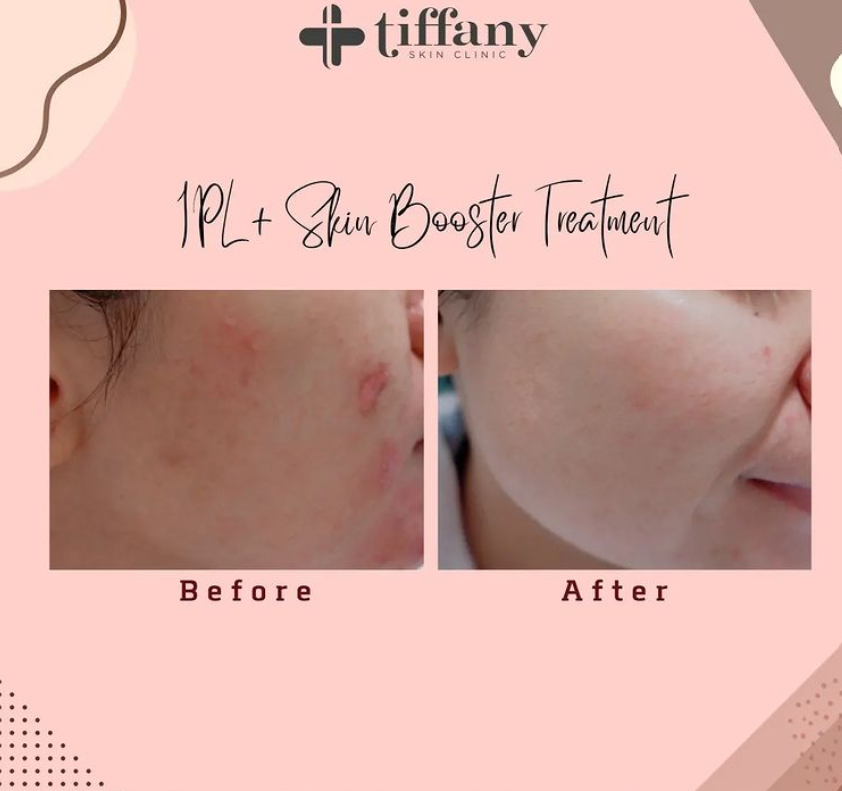 tiffany
SKIN CLINIC
IPL + Skin Booster Treatment
Before
After